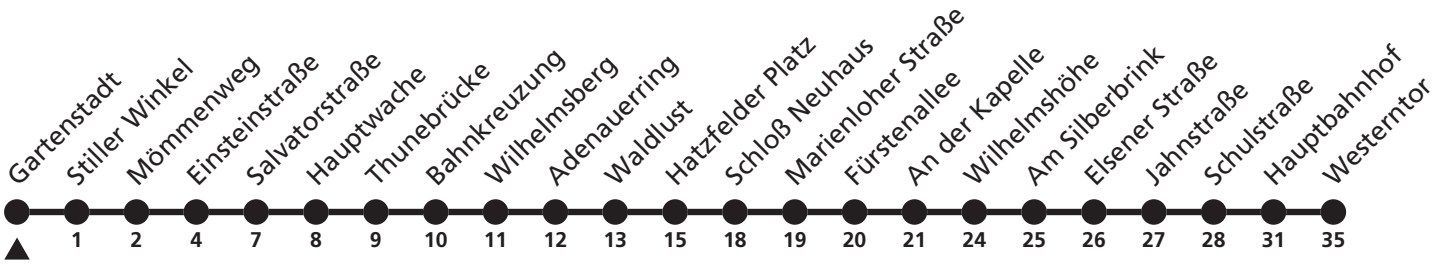 Gartenstadt
Stiller Winkel
Mömmenweg
Einsteinstraße
Salvatorstraße
Hauptwache
Thunebrücke
Bahnkreuzung
Wilhelmsberg
Adenauerring
Waldlust
Hatzfelder Platz
Schloß Neuhaus
Marienloher Straße
Fürstenallee
An der Kapelle
Wilhelmshöhe
Am Silberbrink
Elsener Straße
Jahnstraße
Schulstraße
Hauptbahnhof
Westerntor
1 2 4 7 8 9 10 11 12 13 15 18 19 20 21 24 25 26 27 28 31 35